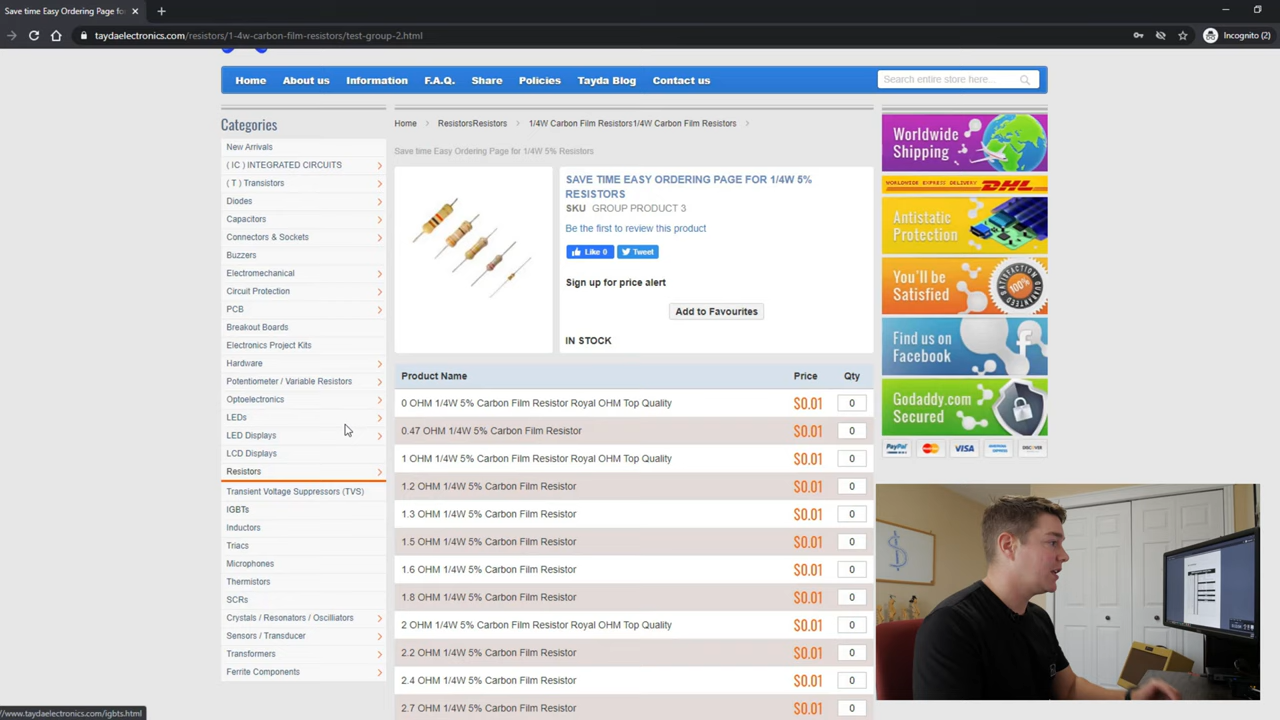 Save time Easy Ordering Page fo
Incognito (2)
taydaelectronics.com/resistors/1-4w-carbon-film-resistors/test-group-2.html
Home
About us
Information
F.A.Q.
Share
Policies
Tayda Blog
Contact us
Search entire store here...
Categories
New Arrivals
( IC ) INTEGRATED CIRCUITS
( T ) Transistors
Diodes
Capacitors
Connectors & Sockets
Buzzers
Electromechanical
Circuit Protection
PCB
Breakout Boards
Electronics Project Kits
Hardware
Potentiometer / Variable Resistors
Optoelectronics
LEDs
LED Displays
LCD Displays
Resistors
Transient Voltage Suppressors (TVS)
IGBTs
Inductors
Triacs
Microphones
Thermistors
SCRs
Crystals / Resonators / Oscilliators
Sensors / Transducer
Transformers
Ferrite Components
Home > ResistorsResistors > 1/4W Carbon Film Resistors1/4W Carbon Film Resistors >
Save time Easy Ordering Page for 1/4W 5% Resistors
SAVE TIME EASY ORDERING PAGE FOR 1/4W 5%
RESISTORS
SKU GROUP PRODUCT 3
Be the first to review this product
Like 0
Tweet
Sign up for price alert
Add to Favourites
IN STOCK
Product Name Price Qty
0 OHM 1/4W 5% Carbon Film Resistor Royal OHM Top Quality $0.01 0
0.47 OHM 1/4W 5% Carbon Film Resistor $0.01 0
1 OHM 1/4W 5% Carbon Film Resistor Royal OHM Top Quality $0.01 0
1.2 OHM 1/4W 5% Carbon Film Resistor $0.01 0
1.3 OHM 1/4W 5% Carbon Film Resistor $0.01 0
1.5 OHM 1/4W 5% Carbon Film Resistor $0.01 0
1.6 OHM 1/4W 5% Carbon Film Resistor $0.01 0
1.8 OHM 1/4W 5% Carbon Film Resistor $0.01 0
2 OHM 1/4W 5% Carbon Film Resistor Royal OHM Top Quality $0.01 0
2.2 OHM 1/4W 5% Carbon Film Resistor $0.01 0
2.4 OHM 1/4W 5% Carbon Film Resistor $0.01 0
2.7 OHM 1/4W 5% Carbon Film Resistor $0.01 0
Worldwide
Shipping
WORLDWIDE EXPRESS DELIVERY DHL
Antistatic
Protection
You'll be
Satisfied
100%
Find us on
Facebook
Godaddy.com
Secured
PayPal
VISA
DISCOVER
$
//www.taydaelectronics.com/igbts.html